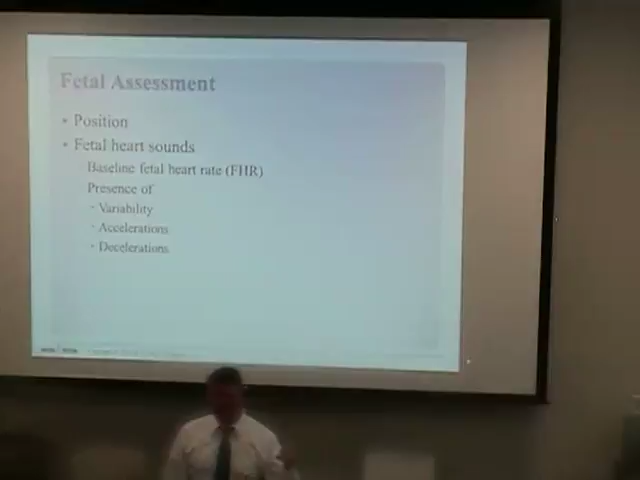 Fetal Assessment
• Position
• Fetal heart sounds
Baseline fetal heart rate (FHR)
Presence of
- Variability
- Accelerations
- Decelerations